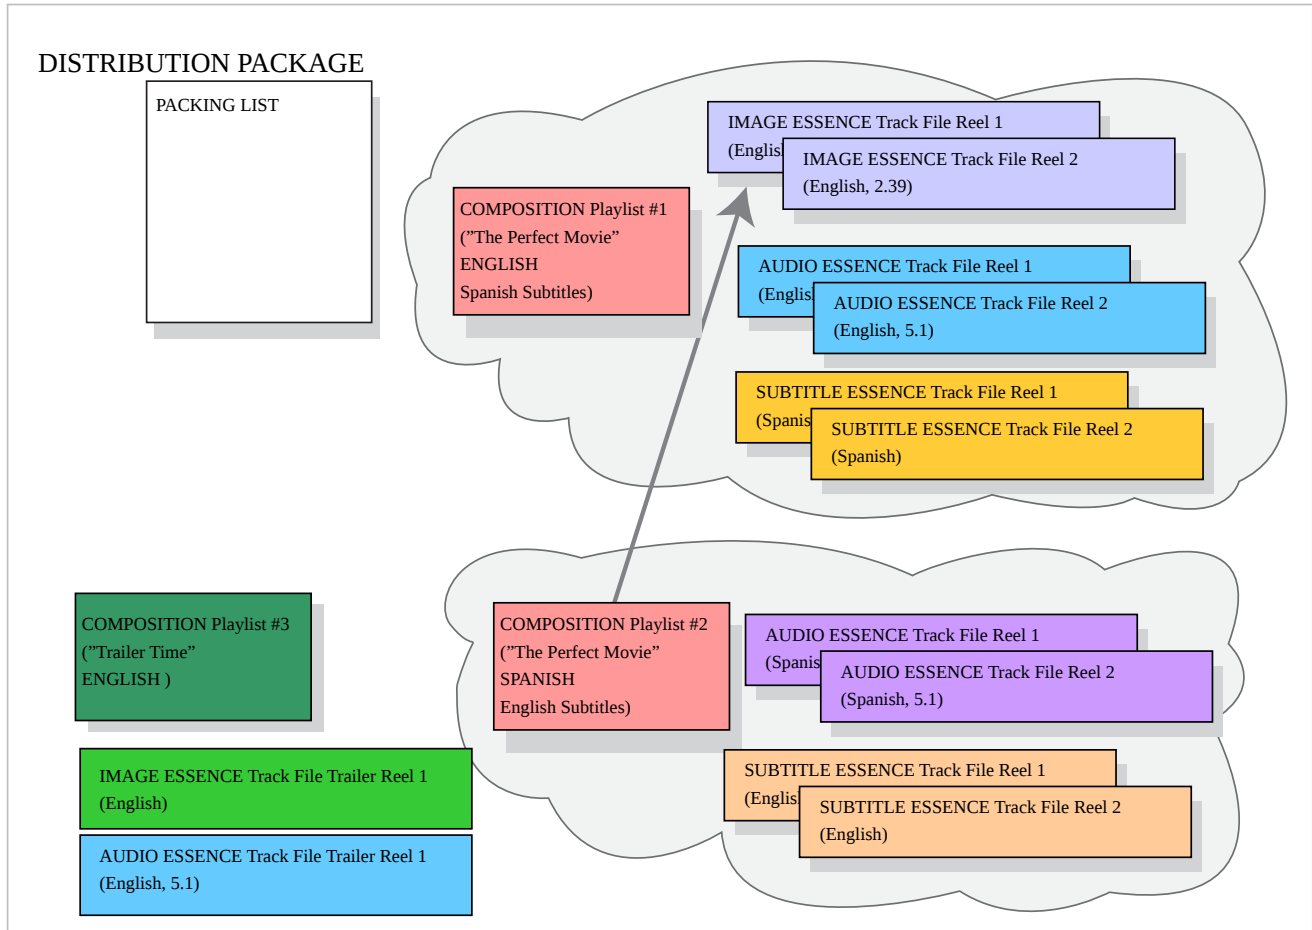 DISTRIBUTION PACKAGE
PACKING LIST
IMAGE ESSENCE Track File Reel 1
(Englis
IMAGE ESSENCE Track File Reel 2
(English, 2.39)
COMPOSITION Playlist #1
(”The Perfect Movie”
ENGLISH
Spanish Subtitles)
AUDIO ESSENCE Track File Reel 1
(Englis
AUDIO ESSENCE Track File Reel 2
(English, 5.1)
SUBTITLE ESSENCE Track File Reel 1
(Spanis
SUBTITLE ESSENCE Track File Reel 2
(Spanish)
COMPOSITION Playlist #3
(”Trailer Time”
ENGLISH )
COMPOSITION Playlist #2
(”The Perfect Movie”
SPANISH
English Subtitles)
AUDIO ESSENCE Track File Reel 1
(Spanis
AUDIO ESSENCE Track File Reel 2
(Spanish, 5.1)
IMAGE ESSENCE Track File Trailer Reel 1
(English)
SUBTITLE ESSENCE Track File Reel 1
(Englis
SUBTITLE ESSENCE Track File Reel 2
(English)
AUDIO ESSENCE Track File Trailer Reel 1
(English, 5.1)